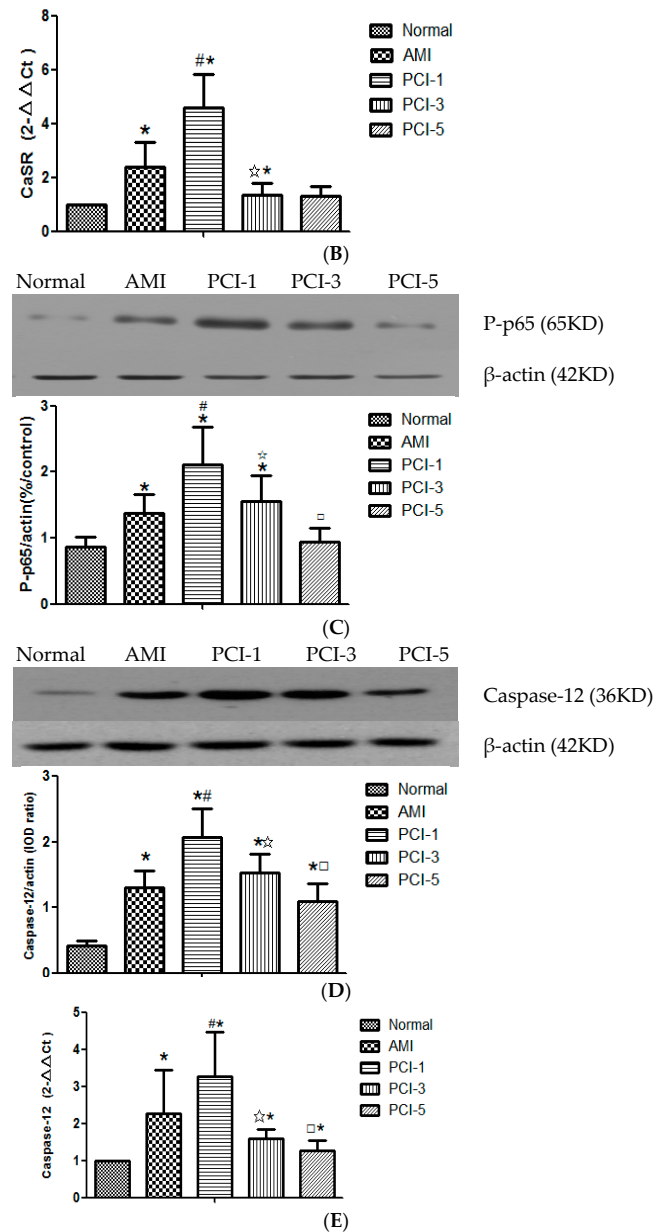 CaSR (2-△△Ct)
8
6
4
2
0
*
#*
☆*
Normal
AMI
PCI-1
PCI-3
PCI-5
(B)
Normal AMI PCI-1 PCI-3 PCI-5
P-p65 (65KD)
β-actin (42KD)
P-p65/actin(%/control)
3
2
1
0
*
#
*
☆
*
□
Normal
AMI
PCI-1
PCI-3
PCI-5
(C)
Normal AMI PCI-1 PCI-3 PCI-5
Caspase-12 (36KD)
β-actin (42KD)
Caspase-12/actin (IOD ratio)
3
2
1
0
*
*#
*☆
*□
Normal
AMI
PCI-1
PCI-3
PCI-5
(D)
Caspase-12 (2-△△Ct)
5
4
3
2
1
0
*
#*
☆*
□*
Normal
AMI
PCI-1
PCI-3
PCI-5
(E)